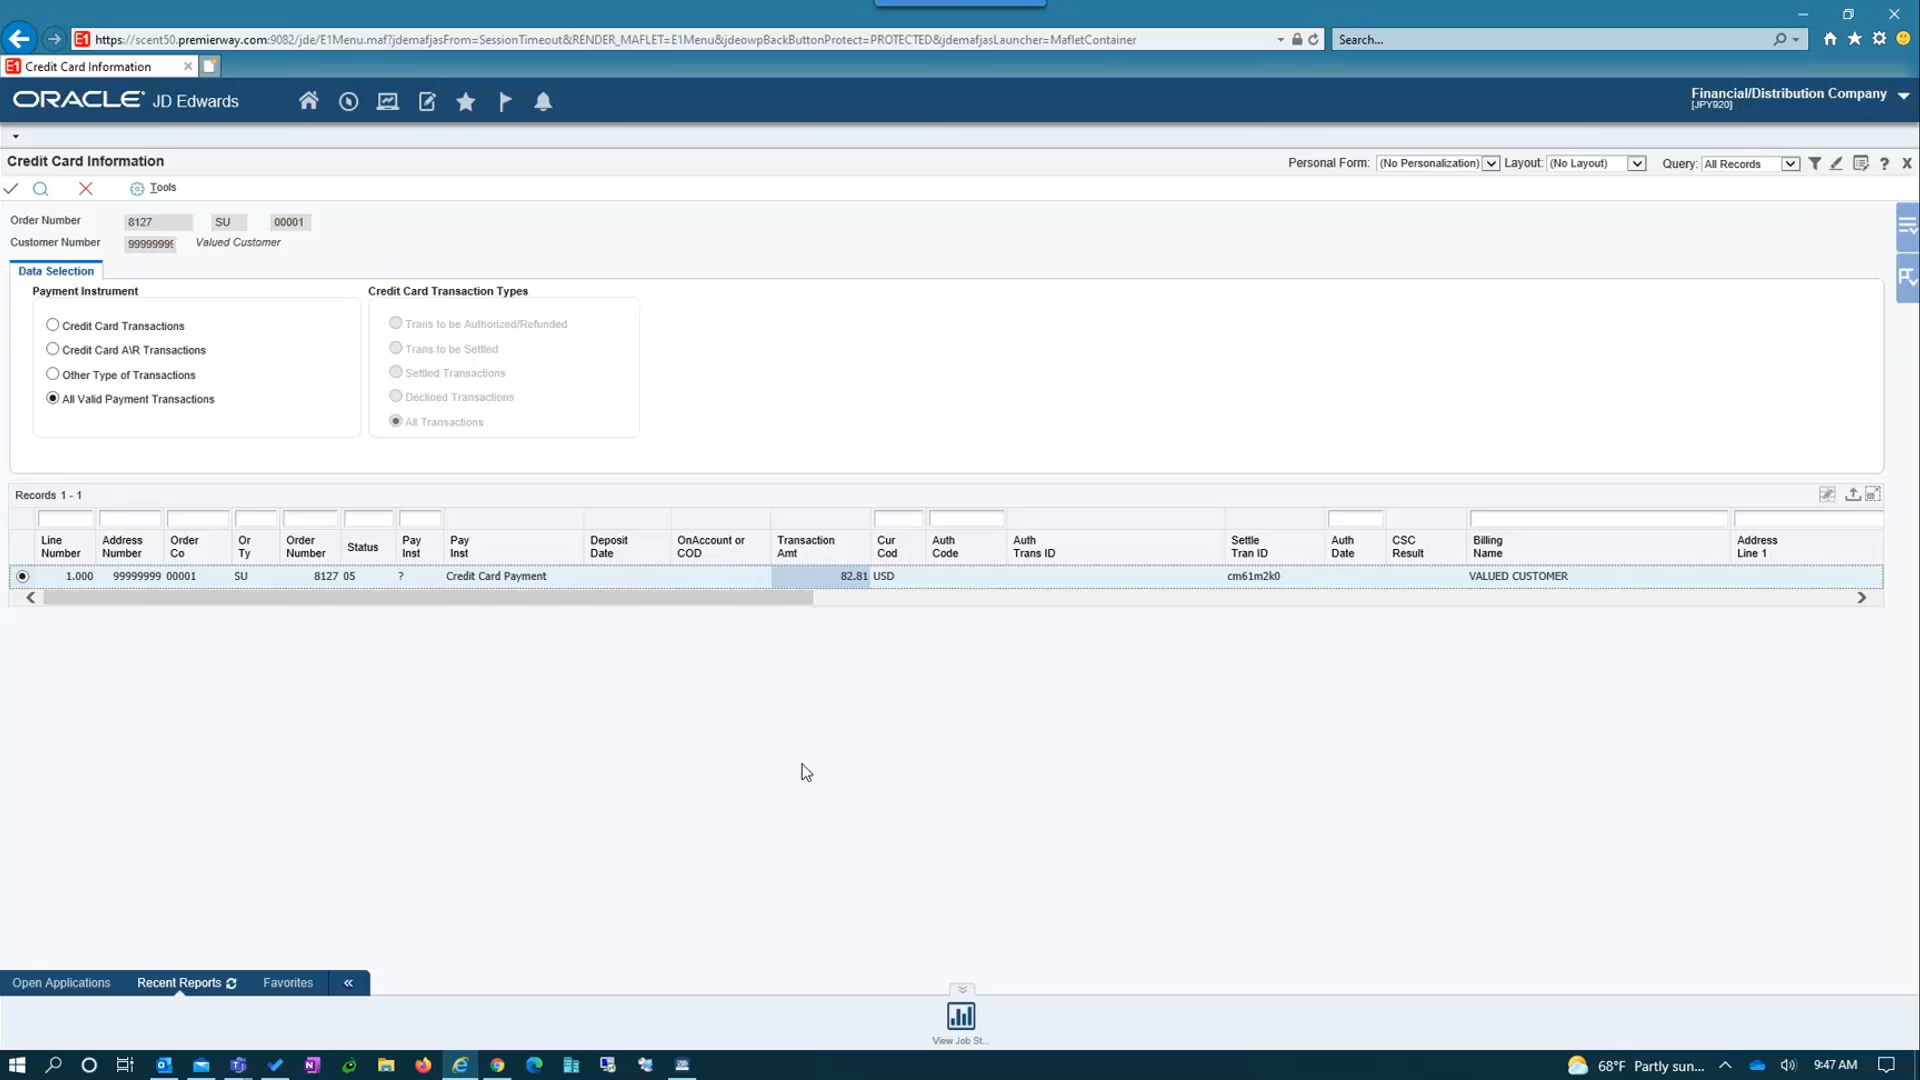 https://scent50.premierway.com:9082/jde/E1Menu.maf?jdemafjasFrom=SessionTimeout&RENDER_MAFLET=E1Menu&jdeowpBackButtonProtect=PROTECTED&jdemafjasLauncher=MafletContainer
Search...
E1 Credit Card Information
ORACLE JD Edwards
Financial/Distribution Company
[JPY920]
Credit Card Information
Personal Form: (No Personalization) Layout: (No Layout) Query: All Records
Tools
Order Number 8127 SU 00001
Customer Number 99999999 Valued Customer
Data Selection
Payment Instrument
Credit Card Transactions
Credit Card A\R Transactions
Other Type of Transactions
All Valid Payment Transactions
Credit Card Transaction Types
Trans to be Authorized/Refunded
Trans to be Settled
Settled Transactions
Declined Transactions
All Transactions
Records 1 - 1
Line Number
Address Number
Order Co
Or Ty
Order Number
Status
Pay Inst
Pay Inst
Deposit Date
OnAccount or COD
Transaction Amt
Cur Cod
Auth Code
Auth Trans ID
Settle Tran ID
Auth Date
CSC Result
Billing Name
Address Line 1
1.000 99999999 00001 SU 8127 05 ? Credit Card Payment 82.81 USD cm61m2k0 VALUED CUSTOMER
Open Applications Recent Reports Favorites
View Job St...
68°F Partly sun... 9:47 AM